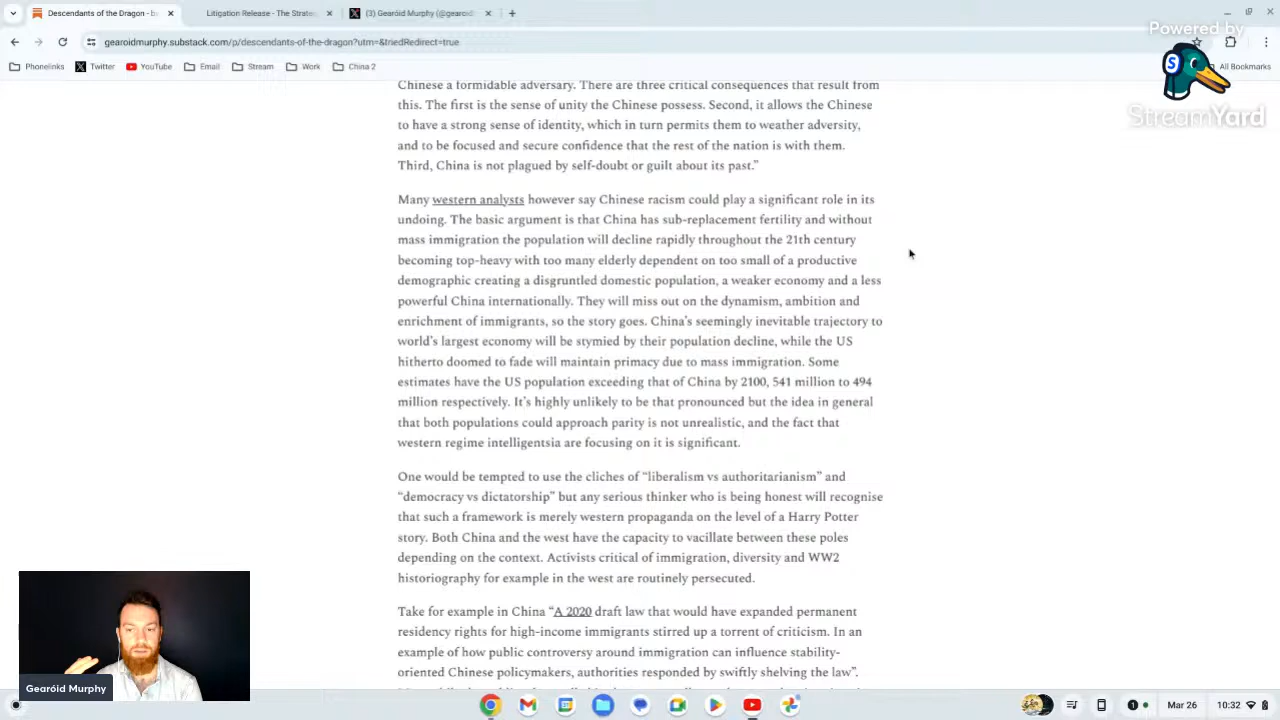 Descendants of the Dragon - b
Litigation Release - The Strate
(3) Gearóid Murphy (@gearoid
gearoidmurphy.substack.com/p/descendants-of-the-dragon?utm=&triedRedirect=true
Phonelinks
Twitter
YouTube
Email
Stream
Work
China 2
All Bookmarks
Powered by
S
StreamYard
Chinese a formidable adversary. There are three critical consequences that result from
this. The first is the sense of unity the Chinese possess. Second, it allows the Chinese
to have a strong sense of identity, which in turn permits them to weather adversity,
and to be focused and secure confidence that the rest of the nation is with them.
Third, China is not plagued by self-doubt or guilt about its past.”
Many western analysts however say Chinese racism could play a significant role in its
undoing. The basic argument is that China has sub-replacement fertility and without
mass immigration the population will decline rapidly throughout the 21th century
becoming top-heavy with too many elderly dependent on too small of a productive
demographic creating a disgruntled domestic population, a weaker economy and a less
powerful China internationally. They will miss out on the dynamism, ambition and
enrichment of immigrants, so the story goes. China’s seemingly inevitable trajectory to
world’s largest economy will be stymied by their population decline, while the US
hitherto doomed to fade will maintain primacy due to mass immigration. Some
estimates have the US population exceeding that of China by 2100, 541 million to 494
million respectively. It’s highly unlikely to be that pronounced but the idea in general
that both populations could approach parity is not unrealistic, and the fact that
western regime intelligentsia are focusing on it is significant.
One would be tempted to use the cliches of “liberalism vs authoritarianism” and
“democracy vs dictatorship” but any serious thinker who is being honest will recognise
that such a framework is merely western propaganda on the level of a Harry Potter
story. Both China and the west have the capacity to vacillate between these poles
depending on the context. Activists critical of immigration, diversity and WW2
historiography for example in the west are routinely persecuted.
Take for example in China “A 2020 draft law that would have expanded permanent
residency rights for high-income immigrants stirred up a torrent of criticism. In an
example of how public controversy around immigration can influence stability-
oriented Chinese policymakers, authorities responded by swiftly shelving the law”.
Gearóid Murphy
1
Mar 26
10:32